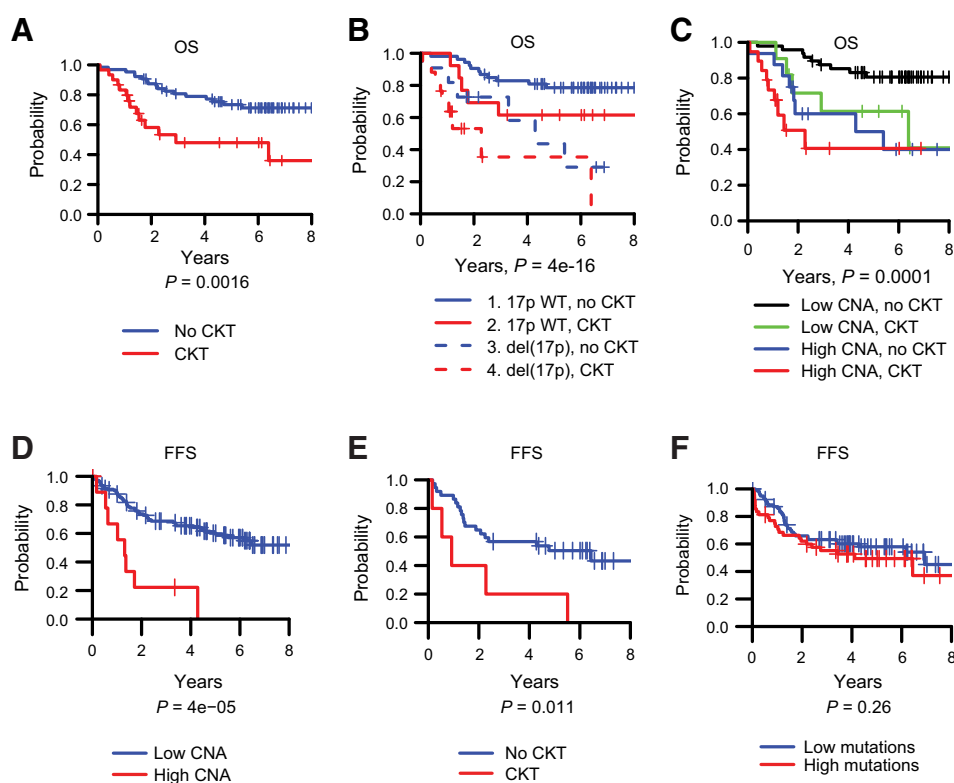 A
OS
Probability
1.0
0.8
0.6
0.4
0.2
0.0
0 2 4 6 8
Years
P = 0.0016
No CKT
CKT
B
OS
Probability
1.0
0.8
0.6
0.4
0.2
0.0
0 2 4 6 8
Years, P = 4e-16
1. 17p WT, no CKT
2. 17p WT, CKT
3. del(17p), no CKT
4. del(17p), CKT
C
OS
Probability
1.0
0.8
0.6
0.4
0.2
0.0
0 2 4 6 8
Years, P = 0.0001
Low CNA, no CKT
Low CNA, CKT
High CNA, no CKT
High CNA, CKT
D
FFS
Probability
1.0
0.8
0.6
0.4
0.2
0.0
0 2 4 6 8
Years
P = 4e−05
Low CNA
High CNA
E
FFS
Probability
1.0
0.8
0.6
0.4
0.2
0.0
0 2 4 6 8
Years
P = 0.011
No CKT
CKT
F
FFS
Probability
1.0
0.8
0.6
0.4
0.2
0.0
0 2 4 6 8
Years
P = 0.26
Low mutations
High mutations